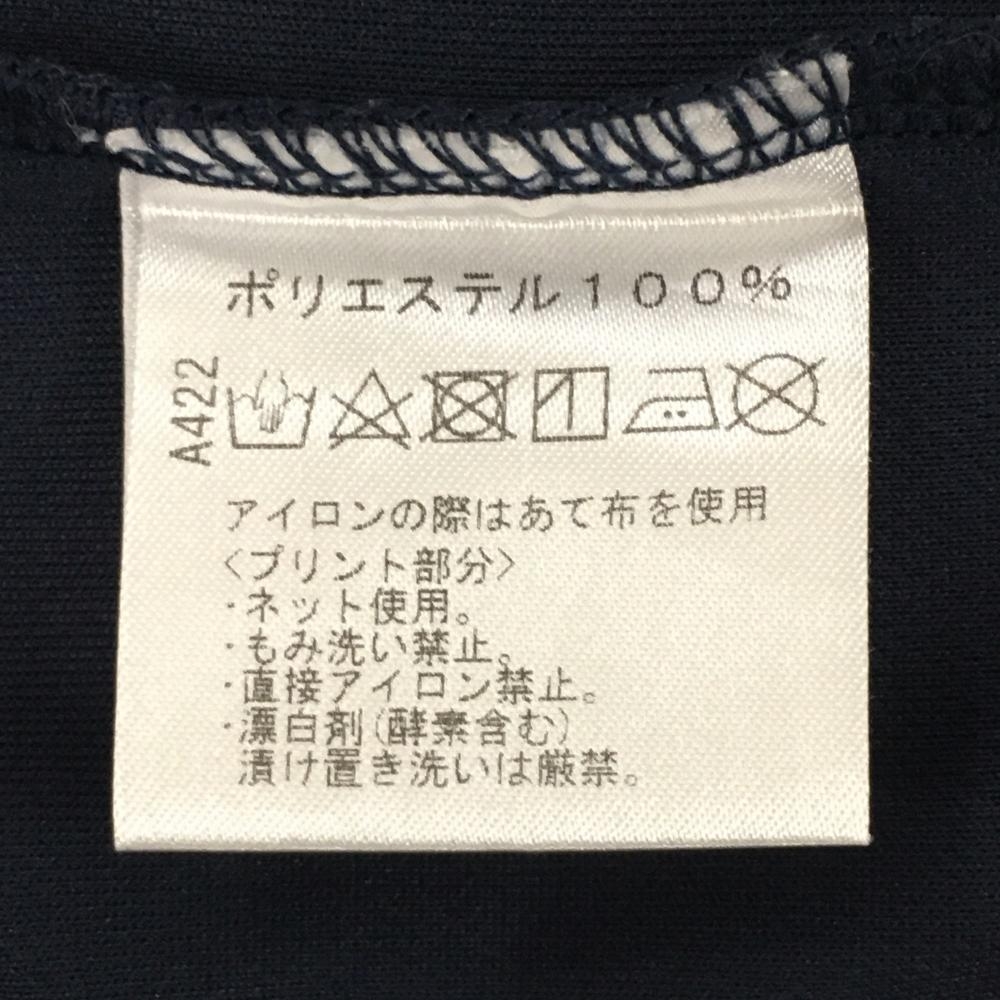 ポリエステル100%
A422
アイロンの際はあて布を使用
〈プリント部分〉
・ネット使用。
・もみ洗い禁止。
・直接アイロン禁止。
・漂白剤(酵素含む)
漬け置き洗いは厳禁。